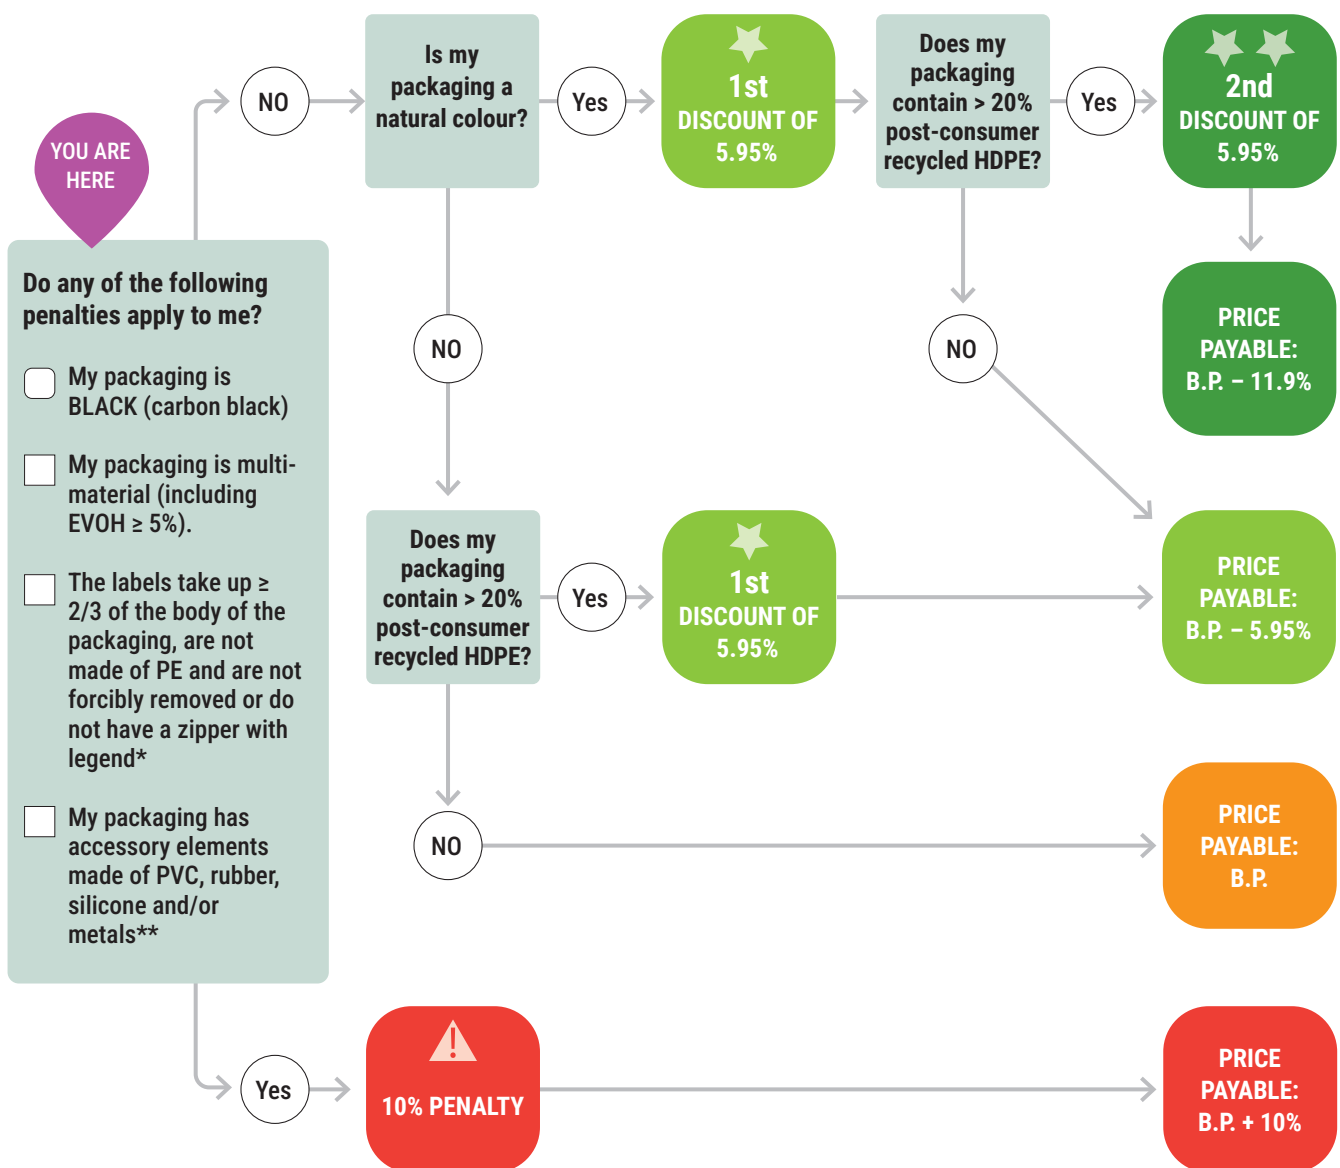 YOU ARE
HERE
Do any of the following
penalties apply to me?
My packaging is
BLACK (carbon black)
My packaging is multi-
material (including
EVOH ≥ 5%).
The labels take up ≥
2/3 of the body of the
packaging, are not
made of PE and are not
forcibly removed or do
not have a zipper with
legend*
My packaging has
accessory elements
made of PVC, rubber,
silicone and/or
metals**
NO
Is my
packaging a
natural colour?
Yes
1st
DISCOUNT OF
5.95%
Does my
packaging
contain > 20%
post-consumer
recycled HDPE?
Yes
2nd
DISCOUNT OF
5.95%
PRICE
PAYABLE:
B.P. – 11.9%
NO
NO
Does my
packaging
contain > 20%
post-consumer
recycled HDPE?
Yes
1st
DISCOUNT OF
5.95%
PRICE
PAYABLE:
B.P. – 5.95%
NO
PRICE
PAYABLE:
B.P.
Yes
10% PENALTY
PRICE
PAYABLE:
B.P. + 10%